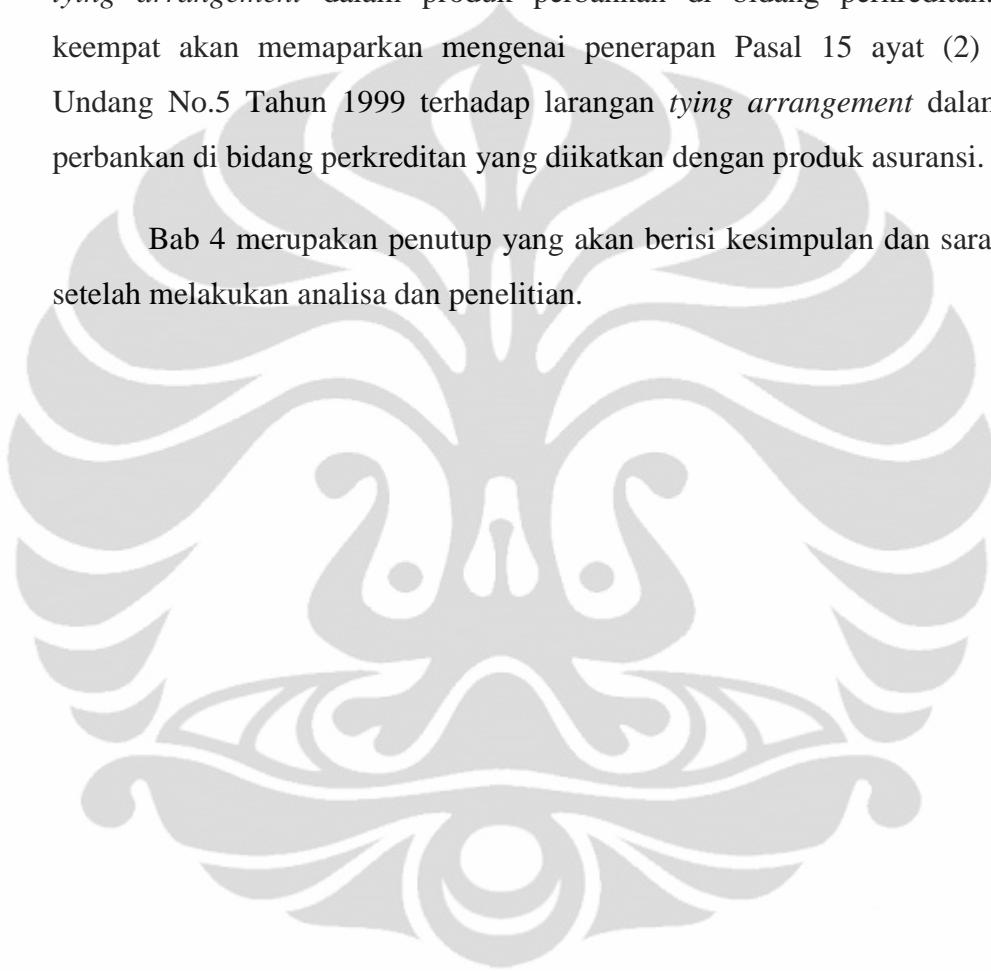 tying arrangement dalam produk perbankan di bidang perkreditan.
keempat akan memaparkan mengenai penerapan Pasal 15 ayat (2)
Undang No.5 Tahun 1999 terhadap larangan tying arrangement dalam
perbankan di bidang perkreditan yang diikatkan dengan produk asuransi.
Bab 4 merupakan penutup yang akan berisi kesimpulan dan sara
setelah melakukan analisa dan penelitian.